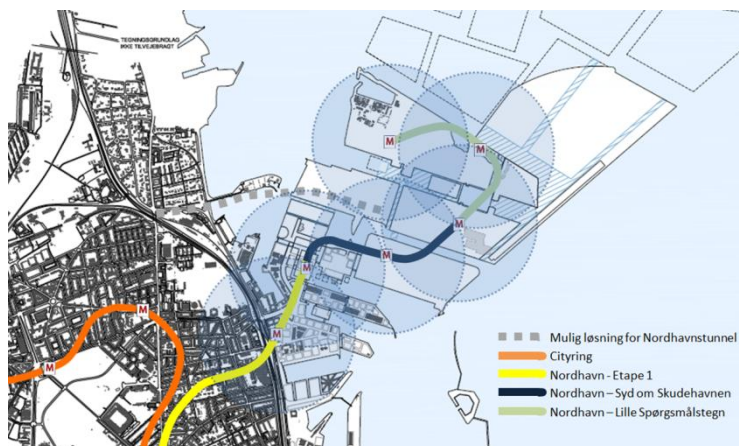 TEGNINGSGRUNDLAG
IKKE TILVEJEBRAGT
M
M
M
M
M
M
M
M
Mulig løsning for Nordhavnstunnel
Cityring
Nordhavn - Etape 1
Nordhavn – Syd om Skudehavnen
Nordhavn – Lille Spørgsmålstegn